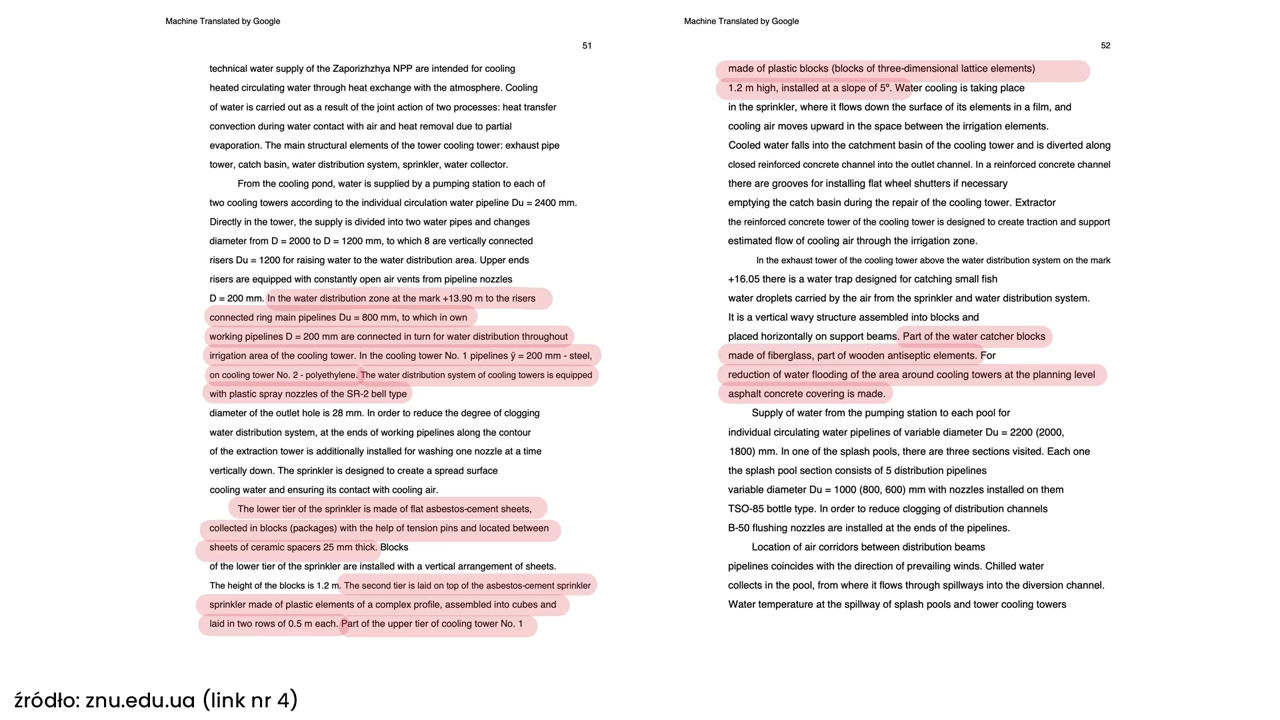 Machine Translated by Google
51
technical water supply of the Zaporizhzhya NPP are intended for cooling
heated circulating water through heat exchange with the atmosphere. Cooling
of water is carried out as a result of the joint action of two processes: heat transfer
convection during water contact with air and heat removal due to partial
evaporation. The main structural elements of the tower cooling tower: exhaust pipe
tower, catch basin, water distribution system, sprinkler, water collector.
From the cooling pond, water is supplied by a pumping station to each of
two cooling towers according to the individual circulation water pipeline Du = 2400 mm.
Directly in the tower, the supply is divided into two water pipes and changes
diameter from D = 2000 to D = 1200 mm, to which 8 are vertically connected
risers Du = 1200 for raising water to the water distribution area. Upper ends
risers are equipped with constantly open air vents from pipeline nozzles
D = 200 mm. In the water distribution zone at the mark +13.90 m to the risers
connected ring main pipelines Du = 800 mm, to which in own
working pipelines D = 200 mm are connected in turn for water distribution throughout
irrigation area of the cooling tower. In the cooling tower No. 1 pipelines ÿ = 200 mm - steel,
on cooling tower No. 2 - polyethylene. The water distribution system of cooling towers is equipped
with plastic spray nozzles of the SR-2 bell type
diameter of the outlet hole is 28 mm. In order to reduce the degree of clogging
water distribution system, at the ends of working pipelines along the contour
of the extraction tower is additionally installed for washing one nozzle at a time
vertically down. The sprinkler is designed to create a spread surface
cooling water and ensuring its contact with cooling air.
The lower tier of the sprinkler is made of flat asbestos-cement sheets,
collected in blocks (packages) with the help of tension pins and located between
sheets of ceramic spacers 25 mm thick. Blocks
of the lower tier of the sprinkler are installed with a vertical arrangement of sheets.
The height of the blocks is 1.2 m. The second tier is laid on top of the asbestos-cement sprinkler
sprinkler made of plastic elements of a complex profile, assembled into cubes and
laid in two rows of 0.5 m each. Part of the upper tier of cooling tower No. 1
Machine Translated by Google
52
made of plastic blocks (blocks of three-dimensional lattice elements)
1.2 m high, installed at a slope of 5°. Water cooling is taking place
in the sprinkler, where it flows down the surface of its elements in a film, and
cooling air moves upward in the space between the irrigation elements.
Cooled water falls into the catchment basin of the cooling tower and is diverted along
closed reinforced concrete channel into the outlet channel. In a reinforced concrete channel
there are grooves for installing flat wheel shutters if necessary
emptying the catch basin during the repair of the cooling tower. Extractor
the reinforced concrete tower of the cooling tower is designed to create traction and support
estimated flow of cooling air through the irrigation zone.
In the exhaust tower of the cooling tower above the water distribution system on the mark
+16.05 there is a water trap designed for catching small fish
water droplets carried by the air from the sprinkler and water distribution system.
It is a vertical wavy structure assembled into blocks and
placed horizontally on support beams. Part of the water catcher blocks
made of fiberglass, part of wooden antiseptic elements. For
reduction of water flooding of the area around cooling towers at the planning level
asphalt concrete covering is made.
Supply of water from the pumping station to each pool for
individual circulating water pipelines of variable diameter Du = 2200 (2000,
1800) mm. In one of the splash pools, there are three sections visited. Each one
the splash pool section consists of 5 distribution pipelines
variable diameter Du = 1000 (800, 600) mm with nozzles installed on them
TSO-85 bottle type. In order to reduce clogging of distribution channels
B-50 flushing nozzles are installed at the ends of the pipelines.
Location of air corridors between distribution beams
pipelines coincides with the direction of prevailing winds. Chilled water
collects in the pool, from where it flows through spillways into the diversion channel.
Water temperature at the spillway of splash pools and tower cooling towers
źródło: znu.edu.ua (link nr 4)